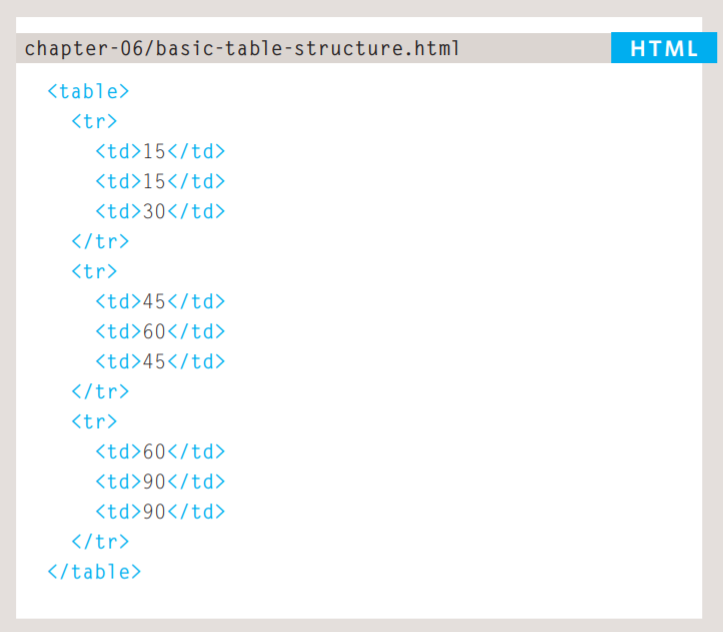 chapter-06/basic-table-structure.html HTML
<table>
<tr>
<td>15</td>
<td>15</td>
<td>30</td>
</tr>
<tr>
<td>45</td>
<td>60</td>
<td>45</td>
</tr>
<tr>
<td>60</td>
<td>90</td>
<td>90</td>
</tr>
</table>